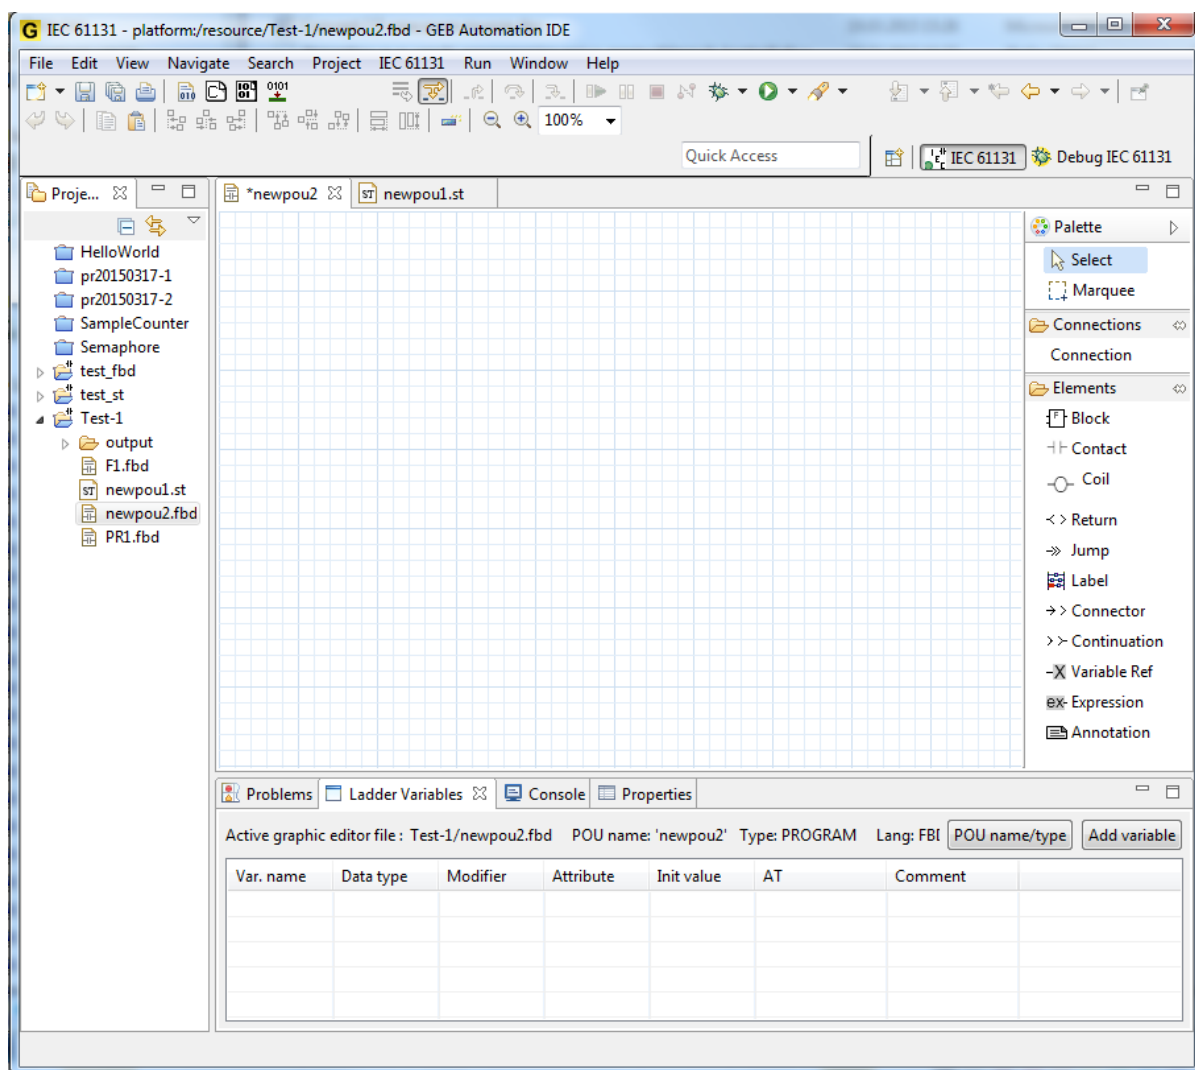 IEC 61131 - platform:/resource/Test-1/newpou2.fbd - GEB Automation IDE
File Edit View Navigate Search Project IEC 61131 Run Window Help
100%
Quick Access
IEC 61131
Debug IEC 61131
Proje...
*newpou2
newpou1.st
HelloWorld
pr20150317-1
pr20150317-2
SampleCounter
Semaphore
test_fbd
test_st
Test-1
output
F1.fbd
newpou1.st
newpou2.fbd
PR1.fbd
Palette
Select
Marquee
Connections
Connection
Elements
Block
Contact
Coil
Return
Jump
Label
Connector
Continuation
Variable Ref
Expression
Annotation
Problems Ladder Variables Console Properties
Active graphic editor file : Test-1/newpou2.fbd POU name: 'newpou2' Type: PROGRAM Lang: FBI POU name/type Add variable
Var. name Data type Modifier Attribute Init value AT Comment